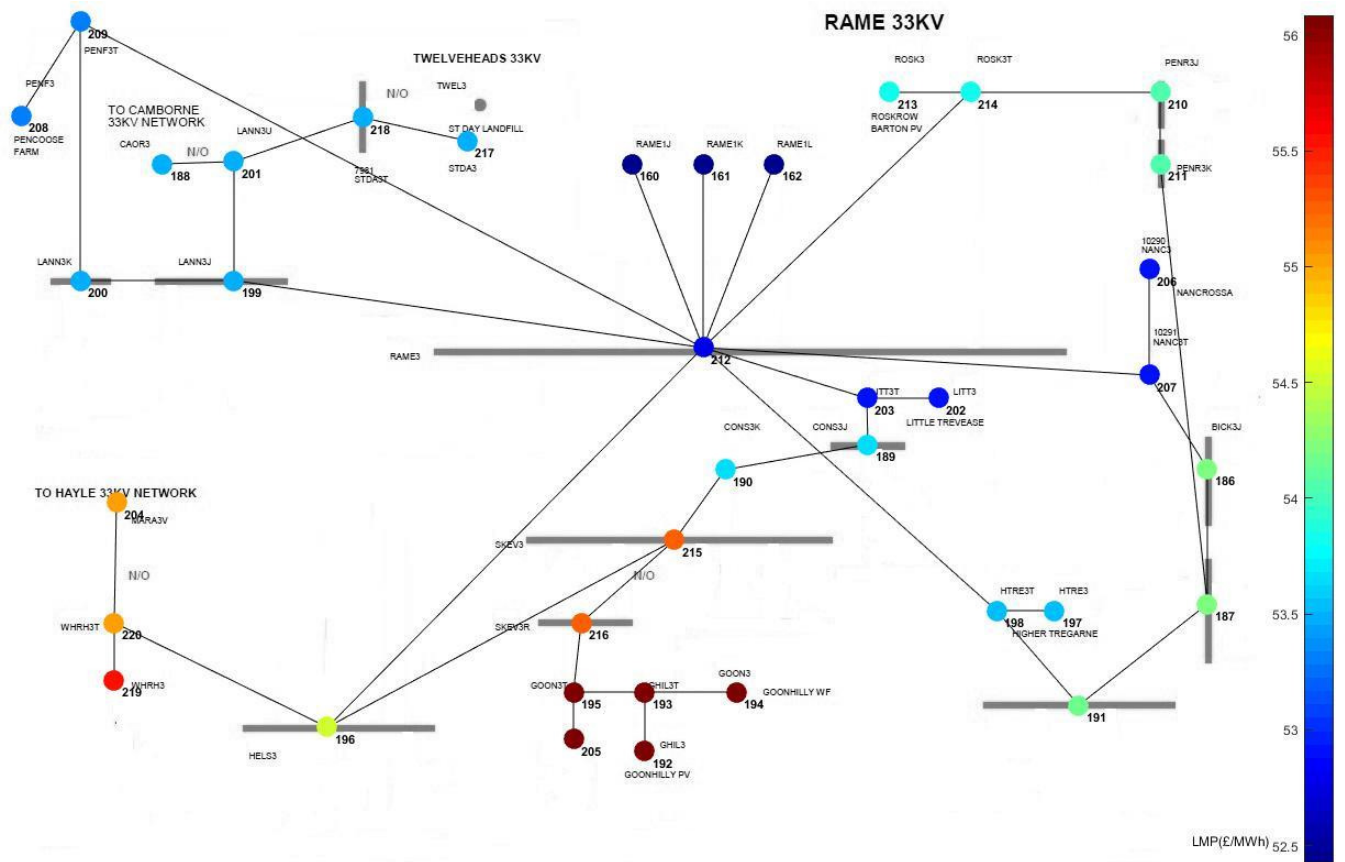 RAME 33KV
56
209
PENF3T
TWELVEHEADS 33KV
ROSK3
ROSK3T
PENR3J
PENF3
N/O
TWEL3
213
214
210
TO CAMBORNE
33KV NETWORK
208
PENCOOSE
FARM
ROSKROW
BARTON PV
LANN3U
218
ST DAY LANDFILL
217
CAOR3
N/O
RAME1J
RAME1K
RAME1L
55.5
188
201
STDA3T
STDA3
160
161
162
PENR3K
211
10290
NANC3
LANN3K
LANN3J
55
206
NANCROSSA
200
199
10291
NANC3T
RAME3
212
207
54.5
ITT3T
LITT3
203
202
LITTLE TREVEASE
CONS3K
CONS3J
BICK3J
189
190
186
TO HAYLE 33KV NETWORK
204
MARA3V
54
SKEV3
215
N/O
N/O
HTRE3T
HTRE3
WHRH3T
220
SKEV3R
216
198
197
HIGHER TREGARNE
187
53.5
219
WHRH3
GOON3T
GHIL3T
GOON3
195
193
194
GOONHILLY WF
191
196
53
HELS3
205
GHIL3
192
GOONHILLY PV
LMP(£/MWh)
52.5